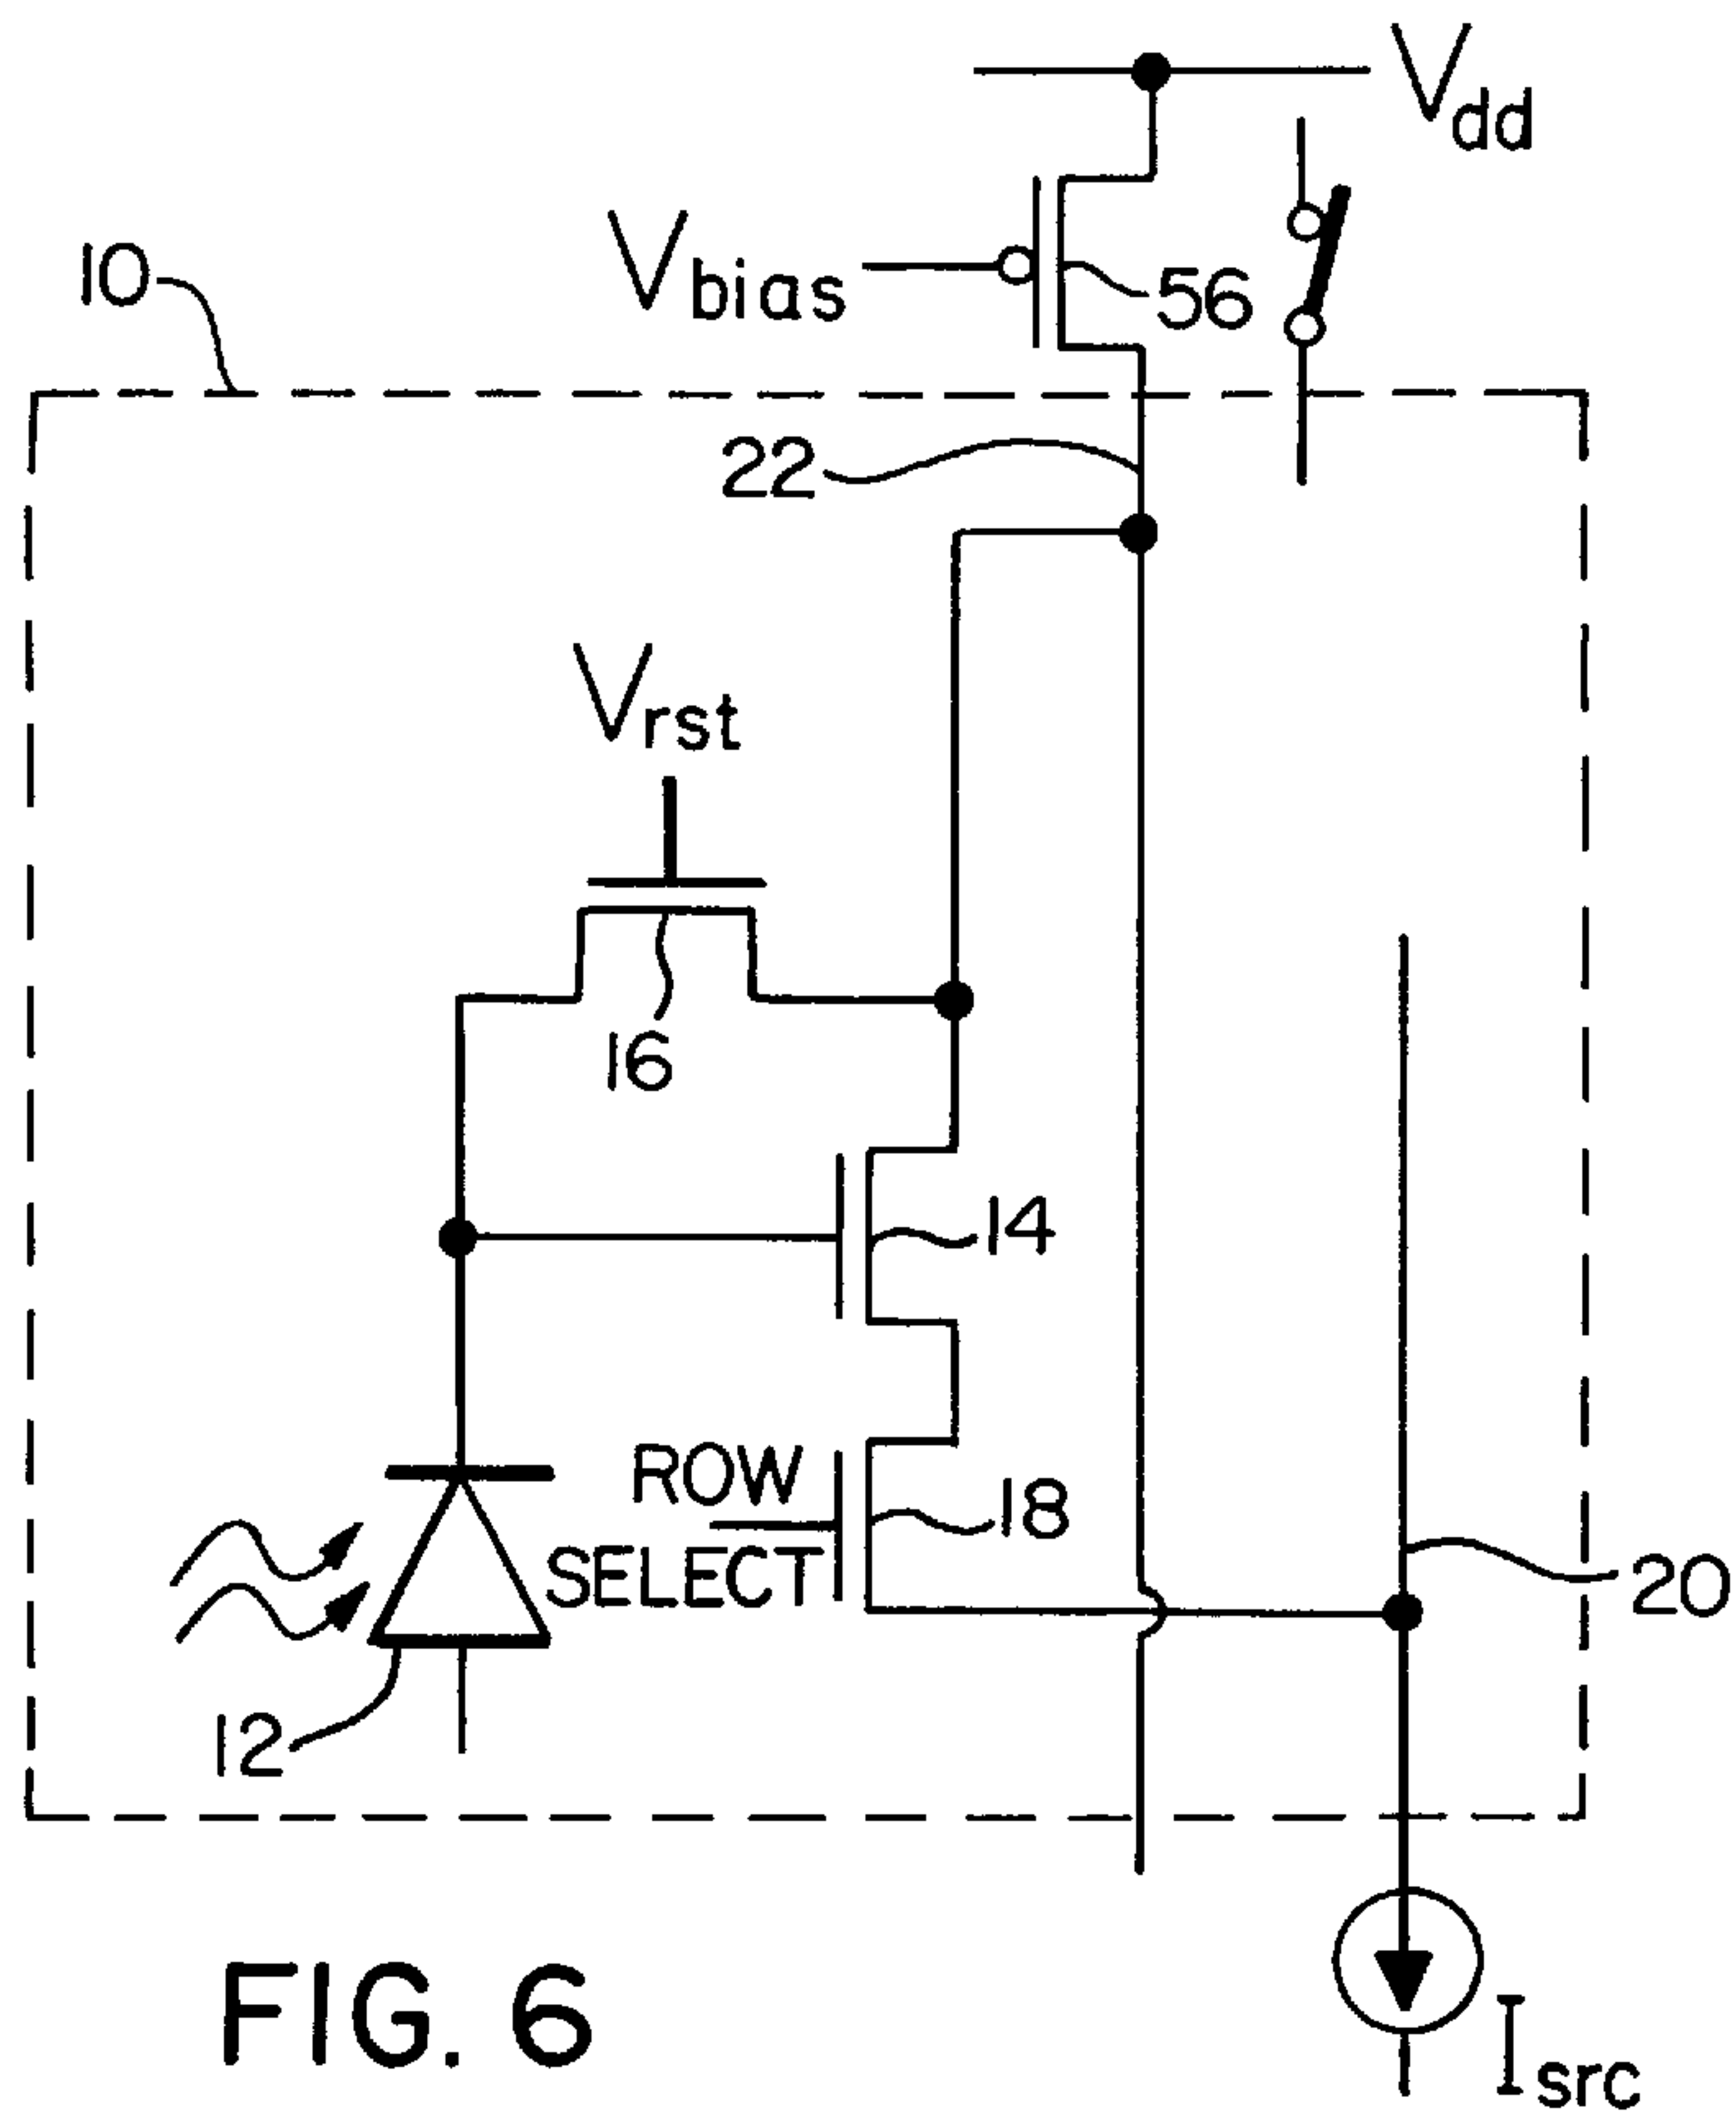 Vdd
Vbias
10
56
22
Vrst
16
14
ROW
SELECT
18
20
12
FIG. 6
Isrc